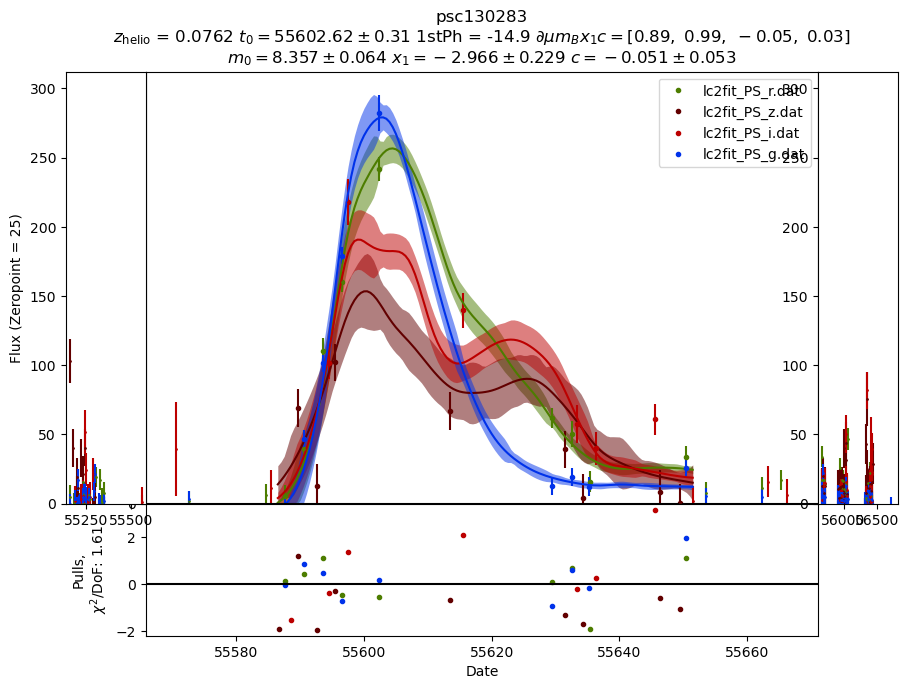 psc130283
z_helio = 0.0762 t_0 = 55602.62 ± 0.31 1stPh = -14.9 ∂μm_Bx_1c = [0.89, 0.99, −0.05, 0.03]
m_0 = 8.357 ± 0.064 x_1 = −2.966 ± 0.229 c = −0.051 ± 0.053
300
250
200
150
100
50
0
Flux (Zeropoint = 25)
lc2fit_PS_r.dat
lc2fit_PS_z.dat
lc2fit_PS_i.dat
lc2fit_PS_g.dat
300
250
200
150
100
50
0
55250 55500
56000 56500
2
0
−2
Pulls,
χ²/DoF: 1.61
55580 55600 55620 55640 55660
Date